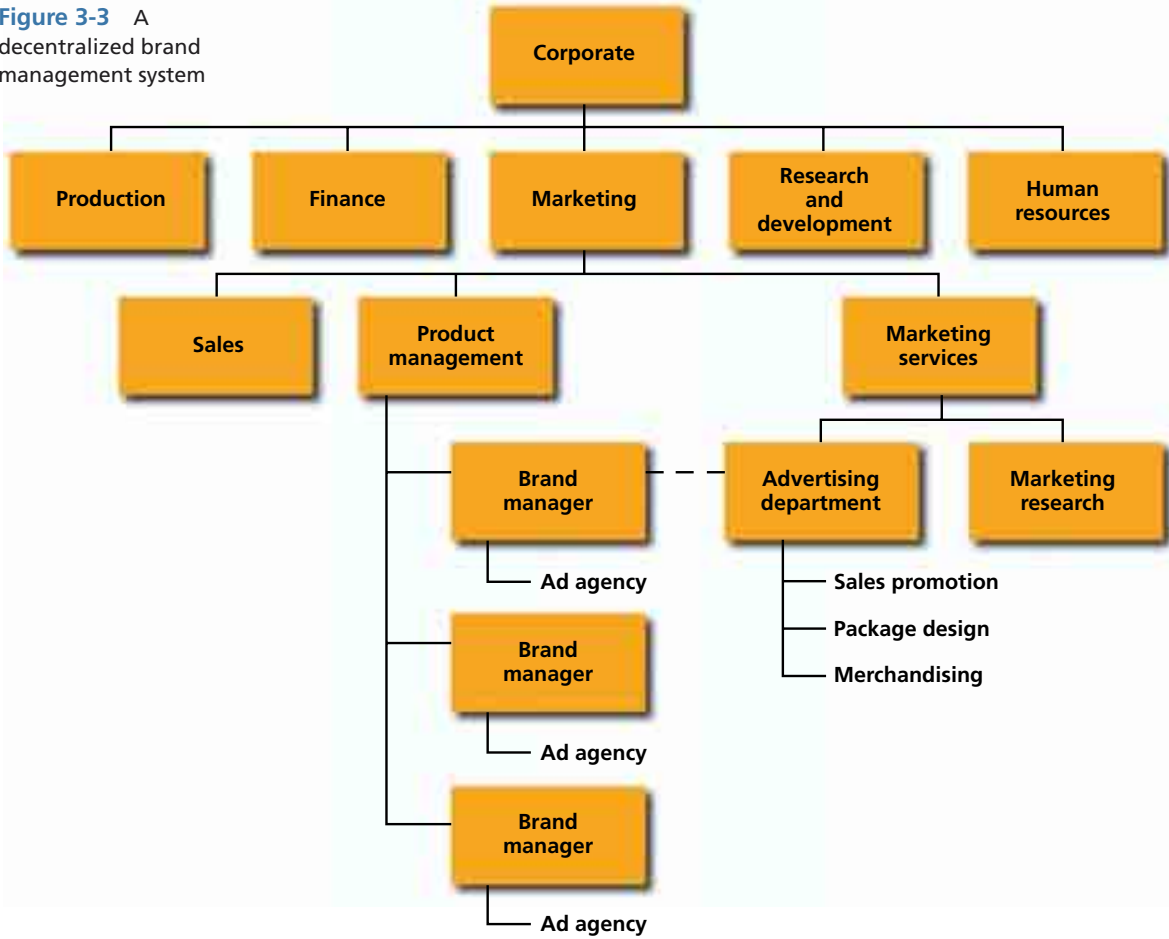 Figure 3-3 A
decentralized brand
management system
Corporate
Production
Finance
Marketing
Research
and
development
Human
resources
Sales
Product
management
Marketing
services
Brand
manager
Advertising
department
Marketing
research
Ad agency
Sales promotion
Package design
Merchandising
Brand
manager
Ad agency
Brand
manager
Ad agency